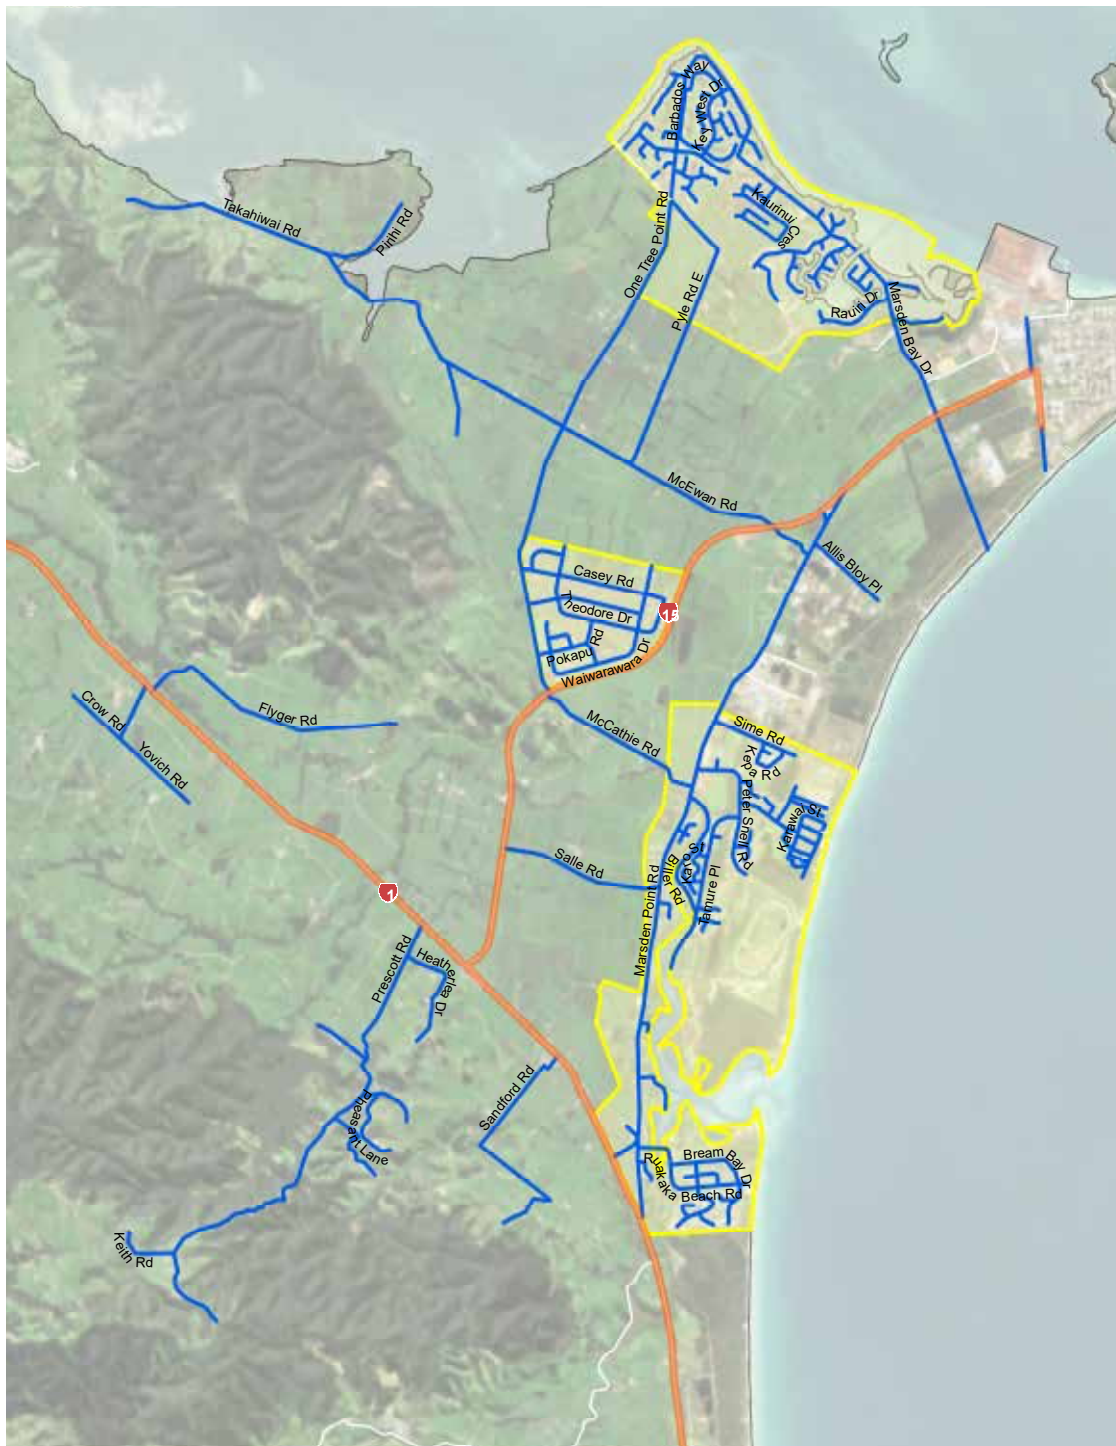 Barbados Way
Key West Dr
Takahiwai Rd
Pirihi Rd
Kaurinui Cres
One Tree Point Rd
Pyle Rd E
Rauiri Dr
Marsden Bay Dr
McEwan Rd
Allis Bloy Pl
Casey Rd
Theodore Dr
15
Pokapu Rd
Waiwarawara Dr
Crow Rd
Flyger Rd
Yovich Rd
McCathie Rd
Sime Rd
Kepa Rd
Peter Snell Rd
Karawai St
Salle Rd
Karo St
Biller Rd
Tamure Pl
1
Marsden Point Rd
Prescott Rd
Heatherlea Dr
Sandford Rd
Pheasant Lane
Bream Bay Dr
Ruakaka Beach Rd
Keith Rd